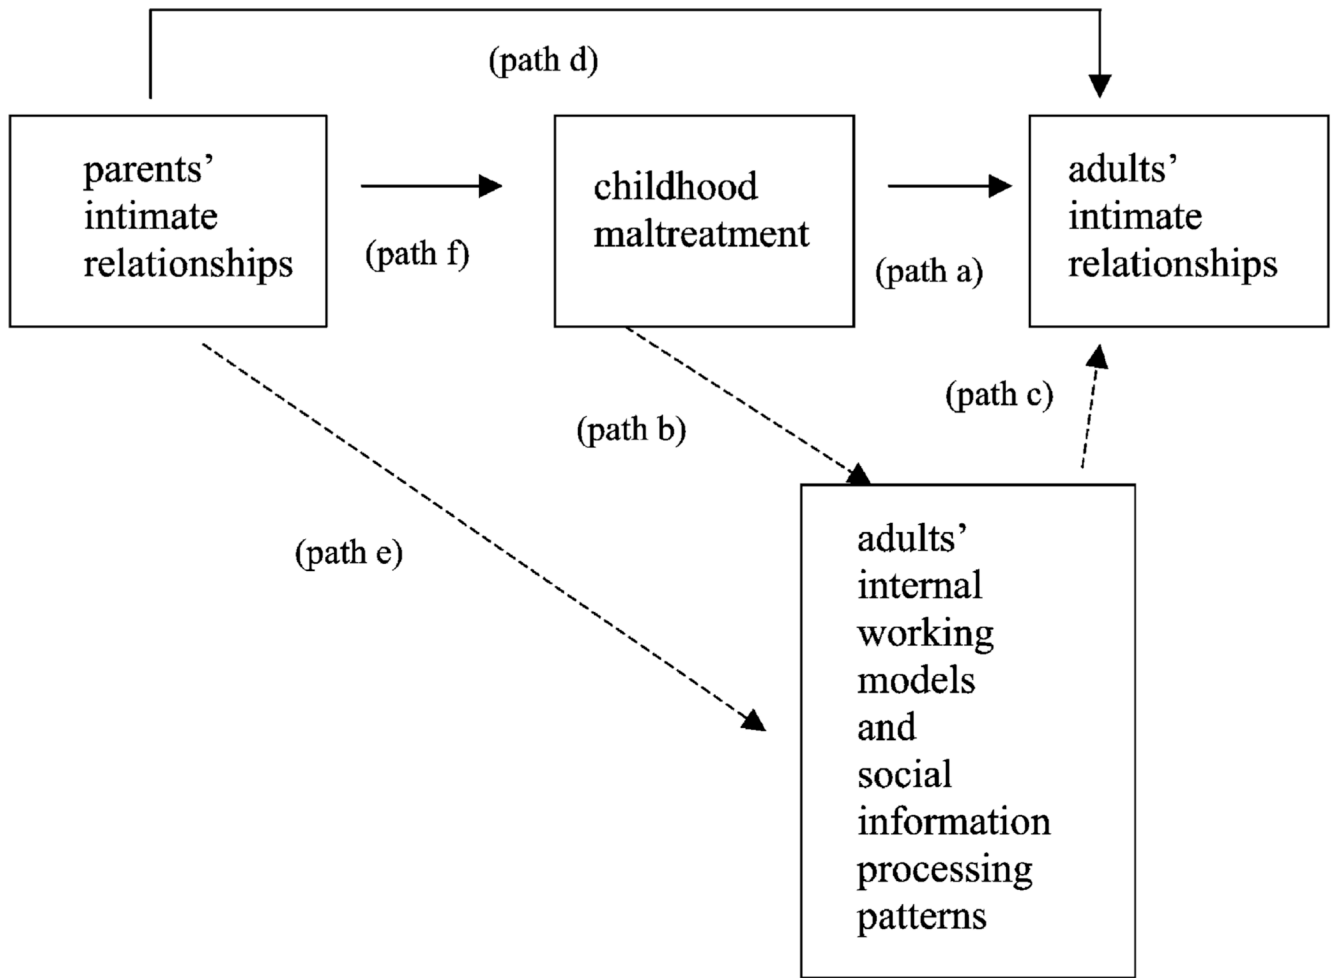 (path d)
parents’
intimate
relationships
(path f)
childhood
maltreatment
(path a)
adults’
intimate
relationships
(path b)
(path c)
(path e)
adults’
internal
working
models
and
social
information
processing
patterns